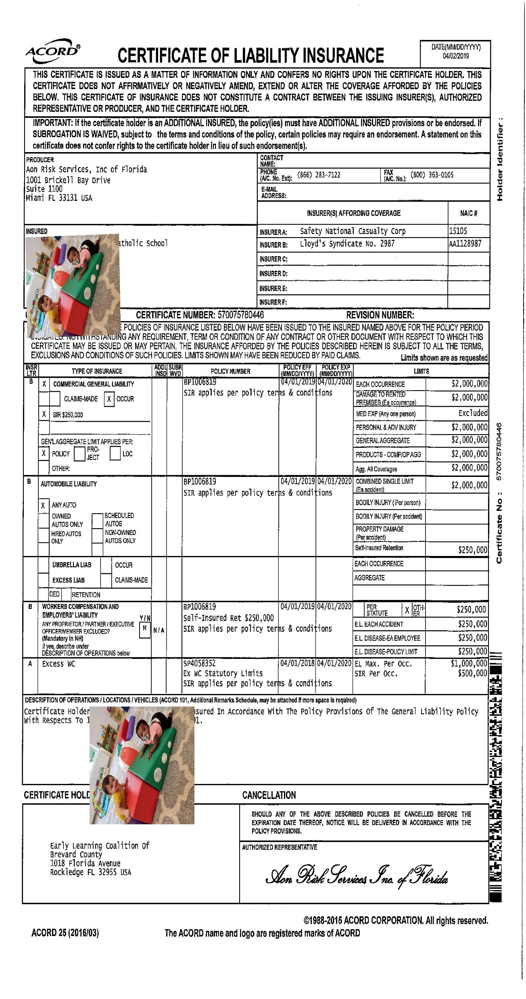 ACORD®
CERTIFICATE OF LIABILITY INSURANCE
DATE(MM/DD/YYYY)
04/02/2019
THIS CERTIFICATE IS ISSUED AS A MATTER OF INFORMATION ONLY AND CONFERS NO RIGHTS UPON THE CERTIFICATE HOLDER. THIS
CERTIFICATE DOES NOT AFFIRMATIVELY OR NEGATIVELY AMEND, EXTEND OR ALTER THE COVERAGE AFFORDED BY THE POLICIES
BELOW. THIS CERTIFICATE OF INSURANCE DOES NOT CONSTITUTE A CONTRACT BETWEEN THE ISSUING INSURER(S), AUTHORIZED
REPRESENTATIVE OR PRODUCER, AND THE CERTIFICATE HOLDER.
IMPORTANT: If the certificate holder is an ADDITIONAL INSURED, the policy(ies) must have ADDITIONAL INSURED provisions or be endorsed. If
SUBROGATION IS WAIVED, subject to the terms and conditions of the policy, certain policies may require an endorsement. A statement on this
certificate does not confer rights to the certificate holder in lieu of such endorsement(s).
PRODUCER
Aon Risk Services, Inc of Florida
1001 Brickell Bay Drive
Suite 1100
Miami FL 33131 USA
CONTACT
NAME:
PHONE
(A/C. No. Ext): (866) 283-7122
FAX
(A/C. No.): (800) 363-0105
E-MAIL
ADDRESS:
INSURER(S) AFFORDING COVERAGE NAIC #
INSURED
School
INSURER A: Safety National Casualty Corp 15105
INSURER B: Lloyd's Syndicate No. 2987 AA1128987
INSURER C:
INSURER D:
INSURER E:
INSURER F:
Holder Identifier :
CERTIFICATE NUMBER: 570075780446 REVISION NUMBER:
POLICIES OF INSURANCE LISTED BELOW HAVE BEEN ISSUED TO THE INSURED NAMED ABOVE FOR THE POLICY PERIOD
ANY REQUIREMENT, TERM OR CONDITION OF ANY CONTRACT OR OTHER DOCUMENT WITH RESPECT TO WHICH THIS
CERTIFICATE MAY BE ISSUED OR MAY PERTAIN, THE INSURANCE AFFORDED BY THE POLICIES DESCRIBED HEREIN IS SUBJECT TO ALL THE TERMS,
EXCLUSIONS AND CONDITIONS OF SUCH POLICIES. LIMITS SHOWN MAY HAVE BEEN REDUCED BY PAID CLAIMS. Limits shown are as requested
INSR
LTR
TYPE OF INSURANCE
ADDL
INSD
SUBR
WVD
POLICY NUMBER
POLICY EFF
(MM/DD/YYYY)
POLICY EXP
(MM/DD/YYYY)
LIMITS
B X COMMERCIAL GENERAL LIABILITY
CLAIMS-MADE X OCCUR
X SIR $250,000
GEN'L AGGREGATE LIMIT APPLIES PER:
X POLICY PRO-
JECT LOC
OTHER:
BP1006819 04/01/2019 04/01/2020
SIR applies per policy terms & conditions
EACH OCCURRENCE $2,000,000
DAMAGE TO RENTED
PREMISES (Ea occurrence) $2,000,000
MED EXP (Any one person) Excluded
PERSONAL & ADV INJURY $2,000,000
GENERAL AGGREGATE $2,000,000
PRODUCTS - COMP/OP AGG $2,000,000
Agg. All Coverages $2,000,000
B AUTOMOBILE LIABILITY
X ANY AUTO
OWNED
AUTOS ONLY
SCHEDULED
AUTOS
HIRED AUTOS
ONLY
NON-OWNED
AUTOS ONLY
BP1006819 04/01/2019 04/01/2020
SIR applies per policy terms & conditions
COMBINED SINGLE LIMIT
(Ea accident) $2,000,000
BODILY INJURY ( Per person)
BODILY INJURY (Per accident)
PROPERTY DAMAGE
(Per accident)
Self-Insured Retention $250,000
UMBRELLA LIAB OCCUR
EXCESS LIAB CLAIMS-MADE
DED RETENTION
EACH OCCURRENCE
AGGREGATE
B WORKERS COMPENSATION AND
EMPLOYERS' LIABILITY
Y / N
ANY PROPRIETOR / PARTNER / EXECUTIVE
OFFICER/MEMBER EXCLUDED? N N / A
(Mandatory in NH)
If yes, describe under
DESCRIPTION OF OPERATIONS below
BP1006819 04/01/2019 04/01/2020
Self-Insured Ret $250,000
SIR applies per policy terms & conditions
PER
STATUTE
X OTH-
ER $250,000
E.L. EACH ACCIDENT $250,000
E.L. DISEASE-EA EMPLOYEE $250,000
E.L. DISEASE-POLICY LIMIT $250,000
A Excess WC
SP4058352 04/01/2018 04/01/2020
Ex WC Statutory Limits
SIR applies per policy terms & conditions
EL Max. Per Occ. $1,000,000
SIR Per Occ. $500,000
Certificate No : 570075780446
DESCRIPTION OF OPERATIONS / LOCATIONS / VEHICLES (ACORD 101, Additional Remarks Schedule, may be attached if more space is required)
Certificate Holder In Accordance With The Policy Provisions Of The General Liability Policy
With Respects To
CERTIFICATE
CANCELLATION
SHOULD ANY OF THE ABOVE DESCRIBED POLICIES BE CANCELLED BEFORE THE
EXPIRATION DATE THEREOF, NOTICE WILL BE DELIVERED IN ACCORDANCE WITH THE
POLICY PROVISIONS.
Early Learning Coalition Of
Brevard County
1018 Florida Avenue
Rockledge FL 32955 USA
AUTHORIZED REPRESENTATIVE
Aon Risk Services Inc. of Florida
©1988-2015 ACORD CORPORATION. All rights reserved.
ACORD 25 (2016/03)
The ACORD name and logo are registered marks of ACORD